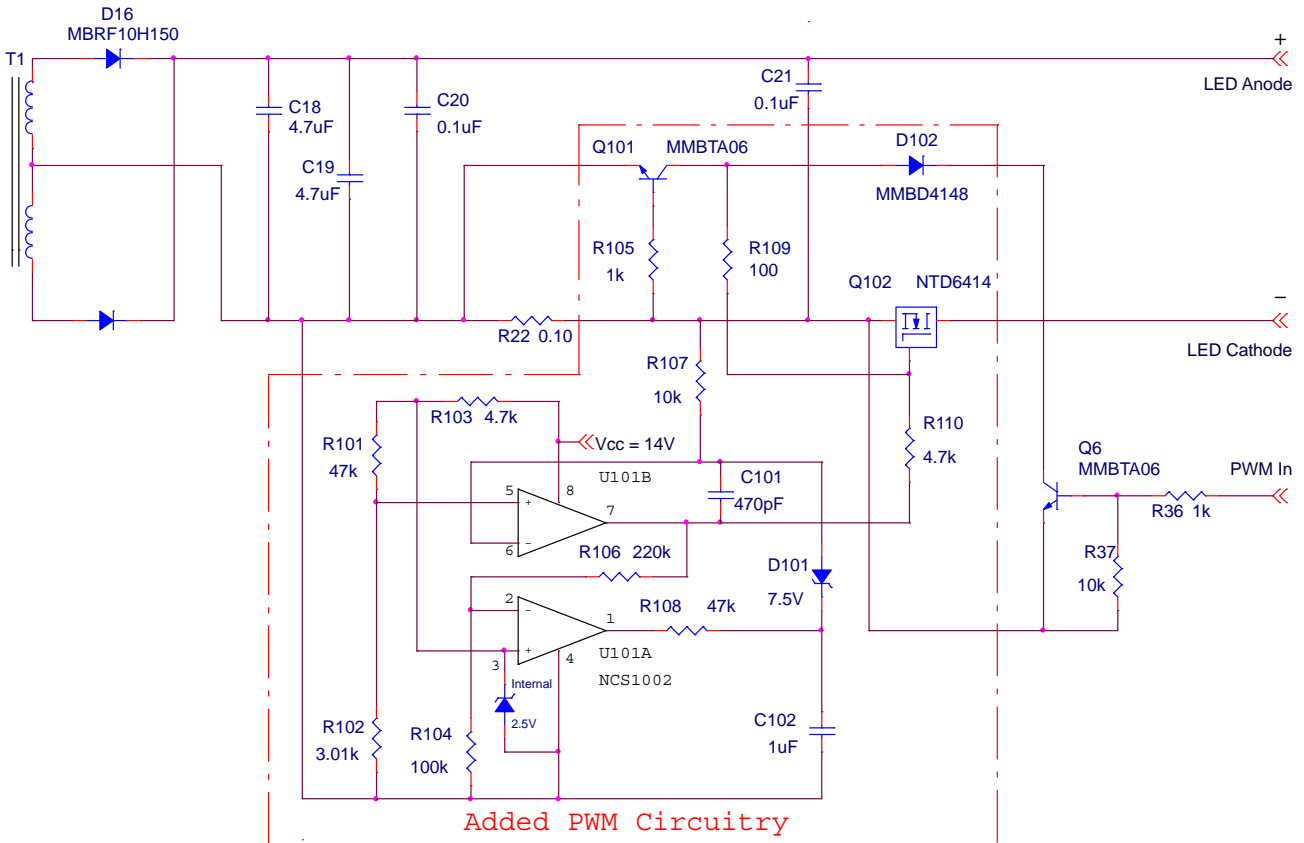 D16
MBRF10H150
T1
+
LED Anode
C18
4.7uF
C19
4.7uF
C20
0.1uF
C21
0.1uF
Q101 MMBTA06
D102
MMBD4148
R105
1k
R109
100
Q102 NTD6414
−
LED Cathode
R22 0.10
R107
10k
R103 4.7k
R101
47k
Vcc = 14V
U101B
R110
4.7k
Q6
MMBTA06
PWM In
R36 1k
C101
470pF
5
+
8
7
6
−
R106 220k
D101
7.5V
R37
10k
2
−
R108 47k
1
+
3
4
U101A
NCS1002
Internal
2.5V
R102
3.01k
R104
100k
C102
1uF
Added PWM Circuitry